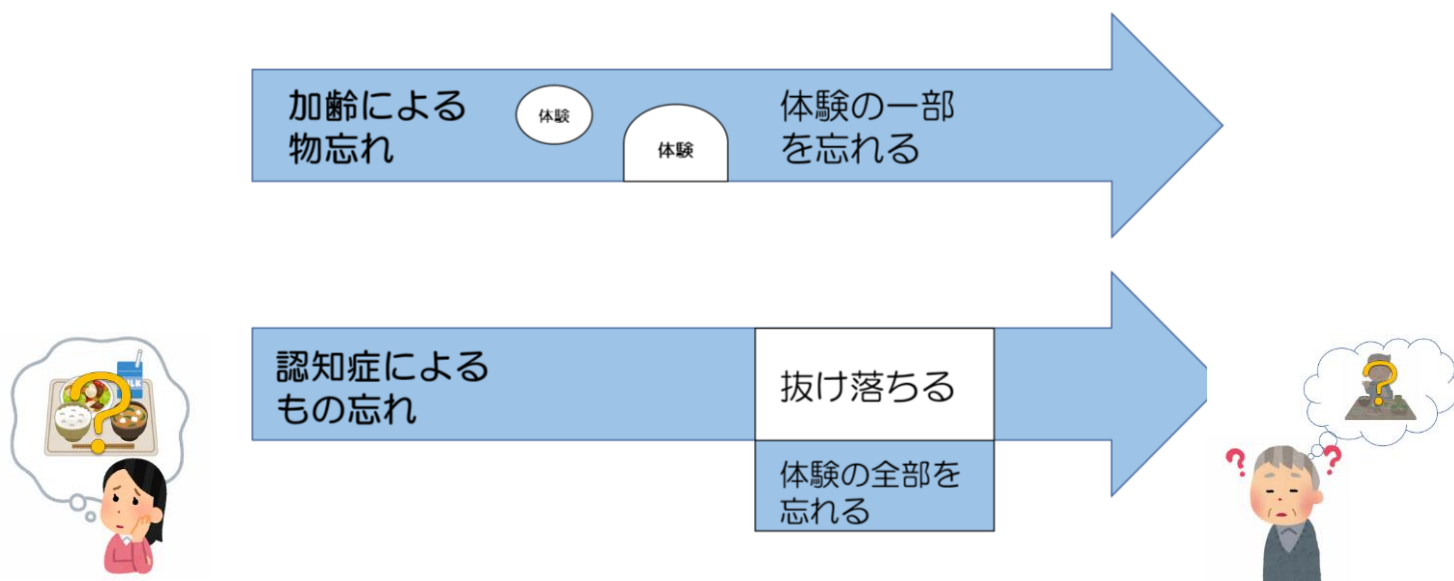 加齢による
物忘れ
体験
体験
体験の一部
を忘れる
認知症による
もの忘れ
抜け落ちる
体験の全部を
忘れる